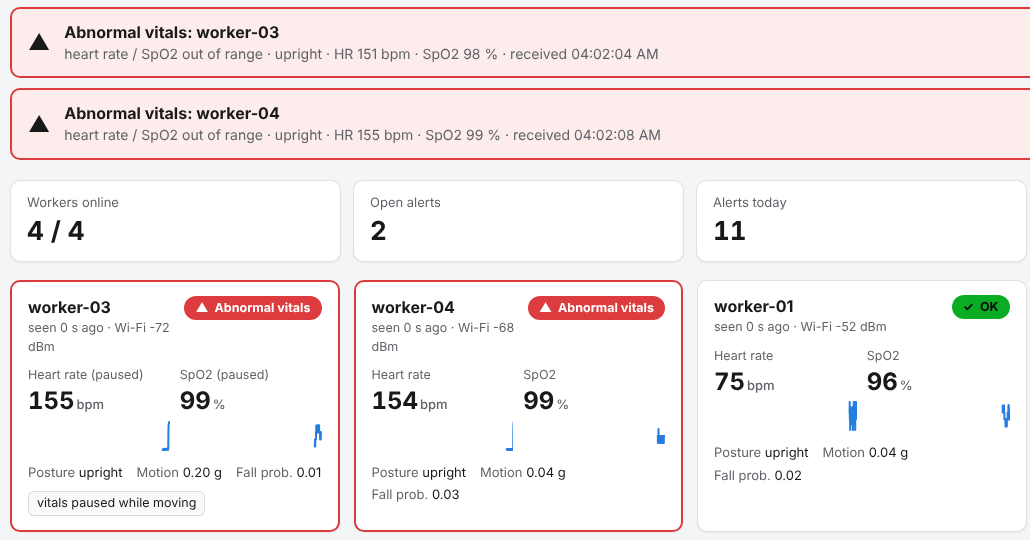 Abnormal vitals: worker-03
heart rate / SpO2 out of range · upright · HR 151 bpm · SpO2 98 % · received 04:02:04 AM
Abnormal vitals: worker-04
heart rate / SpO2 out of range · upright · HR 155 bpm · SpO2 99 % · received 04:02:08 AM
Workers online
4 / 4
Open alerts
2
Alerts today
11
worker-03
Abnormal vitals
seen 0 s ago · Wi-Fi -72
dBm
Heart rate (paused) SpO2 (paused)
155 bpm 99 %
Posture upright Motion 0.20 g Fall prob. 0.01
vitals paused while moving
worker-04
Abnormal vitals
seen 0 s ago · Wi-Fi -68
dBm
Heart rate SpO2
154 bpm 99 %
Posture upright Motion 0.04 g
Fall prob. 0.03
worker-01
✓ OK
seen 0 s ago · Wi-Fi -52 dBm
Heart rate SpO2
75 bpm 96 %
Posture upright Motion 0.04 g
Fall prob. 0.02